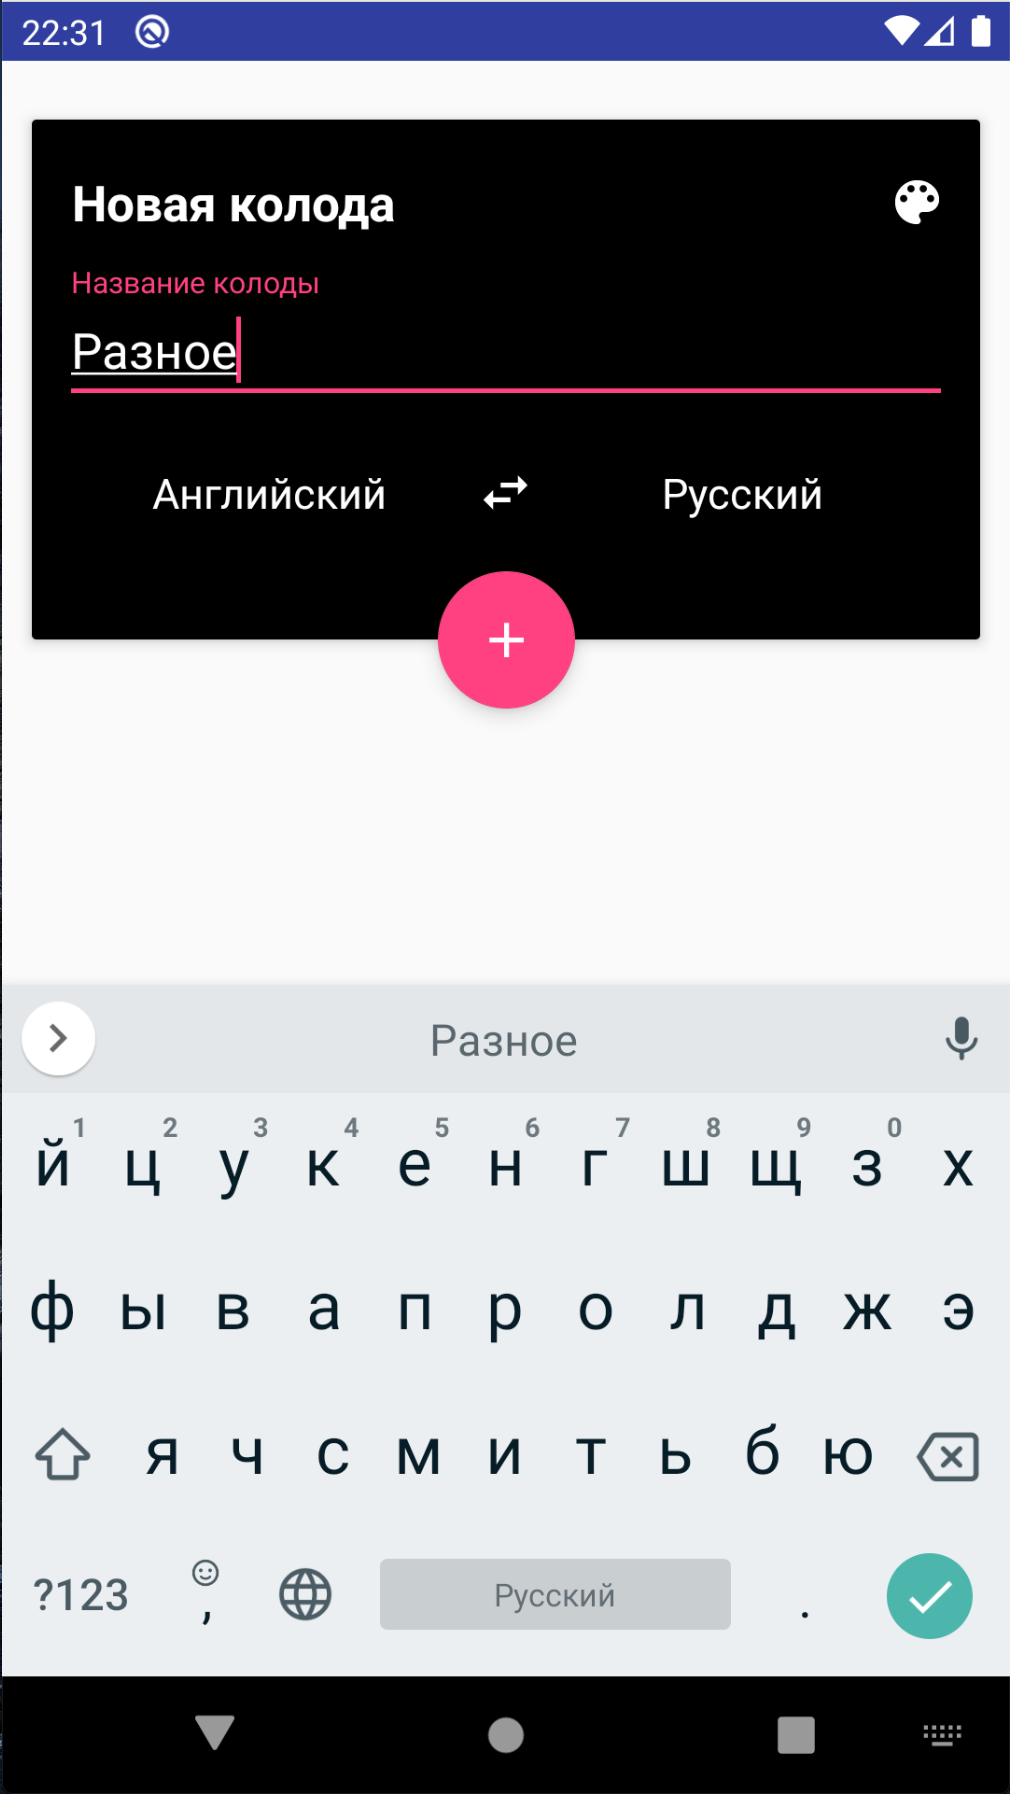 22:31
Новая колода
Название колоды
Разное
Английский Русский
Разное
1 2 3 4 5 6 7 8 9 0
й ц у к е н г ш щ з х
ф ы в а п р о л д ж э
я ч с м и т ь б ю
?123 , Русский .